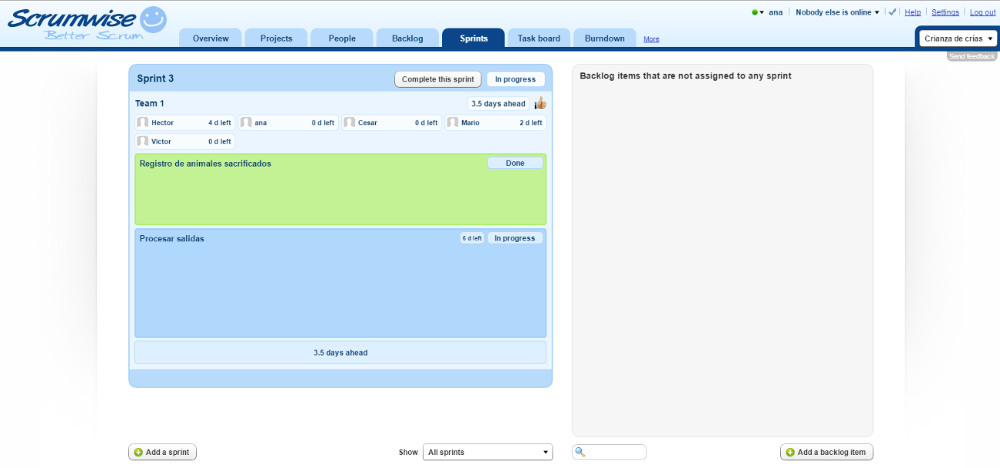 Scrumwise
Better Scrum
ana Nobody else is online Help Settings Log out
Overview Projects People Backlog Sprints Task board Burndown More
Crianza de crías
Send feedback
Sprint 3 Complete this sprint In progress
Team 1 3.5 days ahead
Hector 4 d left ana 0 d left Cesar 0 d left Mario 2 d left
Victor 0 d left
Registro de animales sacrificados Done
Procesar salidas 6 d left In progress
3.5 days ahead
Backlog items that are not assigned to any sprint
Add a sprint Show All sprints Add a backlog item